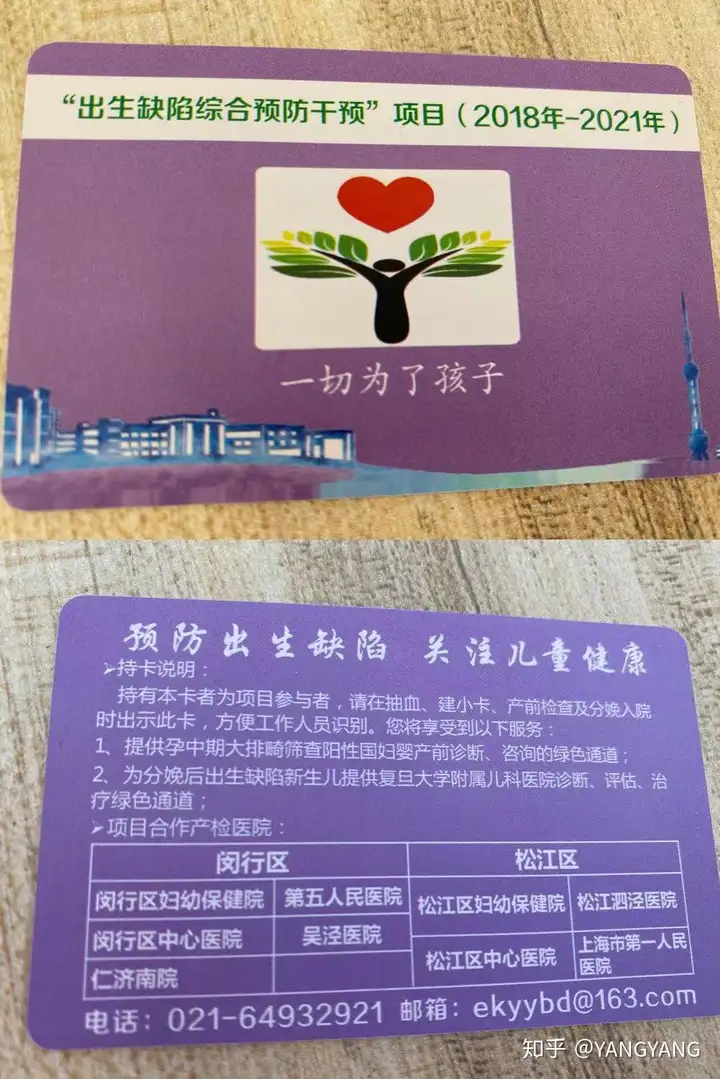 “出生缺陷综合预防干预”项目（2018年-2021年）
一切为了孩子
预防出生缺陷 关注儿童健康
➢持卡说明：
持有本卡者为项目参与者，请在抽血、建小卡、产前检查及分娩入院
时出示此卡，方便工作人员识别。您将享受到以下服务：
1、提供孕中期大排畸筛查阳性国妇婴产前诊断、咨询的绿色通道；
2、为分娩后出生缺陷新生儿提供复旦大学附属儿科医院诊断、评估、治
疗绿色通道；
➢项目合作产检医院：
闵行区 松江区
闵行区妇幼保健院 第五人民医院 松江区妇幼保健院 松江泗泾医院
闵行区中心医院 吴泾医院 松江区中心医院 上海市第一人民
医院
仁济南院
电话：021-64932921 邮箱：ekyybd@163.com
知乎 @YANGYANG